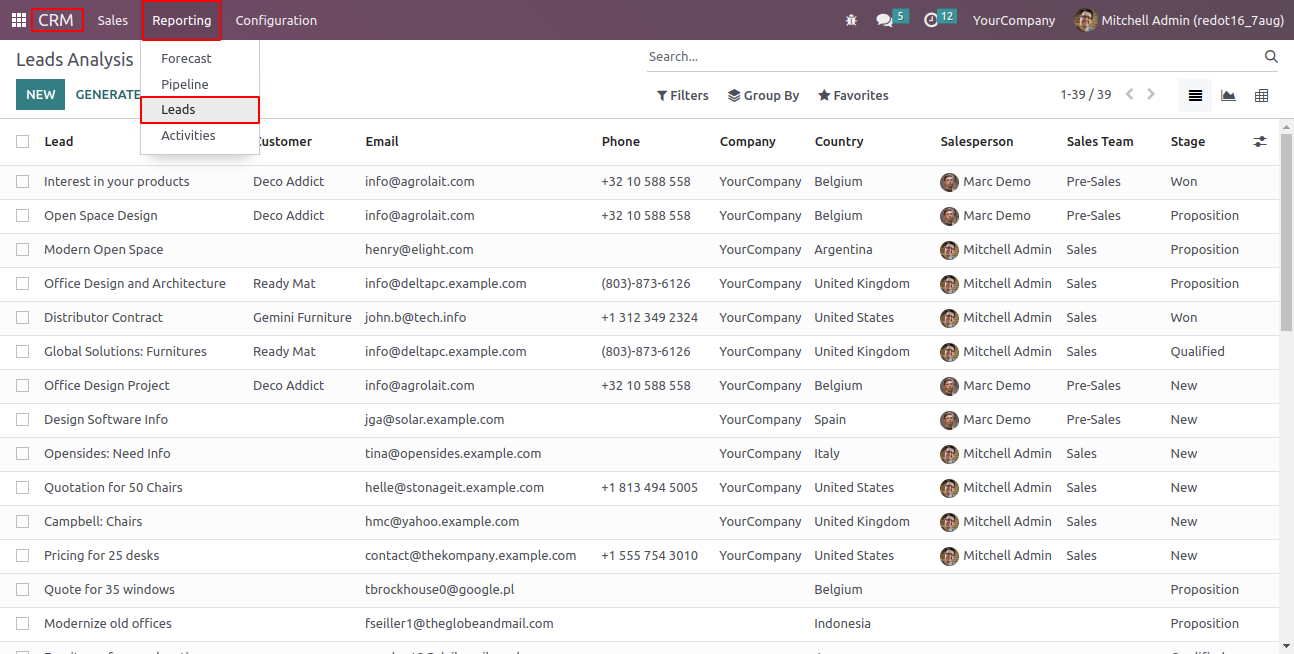 CRM Sales Reporting Configuration 5 12 YourCompany Mitchell Admin (redot16_7aug)
Leads Analysis Forecast Search...
Pipeline
NEW GENERATE Filters Group By Favorites 1-39 / 39
Leads
Activities
Lead Email Phone Company Country Salesperson Sales Team Stage
Interest in your products Deco Addict info@agrolait.com +32 10 588 558 YourCompany Belgium Marc Demo Pre-Sales Won
Open Space Design Deco Addict info@agrolait.com +32 10 588 558 YourCompany Belgium Marc Demo Pre-Sales Proposition
Modern Open Space henry@elight.com YourCompany Argentina Mitchell Admin Sales Proposition
Office Design and Architecture Ready Mat info@deltapc.example.com (803)-873-6126 YourCompany United Kingdom Mitchell Admin Sales Proposition
Distributor Contract Gemini Furniture john.b@tech.info +1 312 349 2324 YourCompany United States Mitchell Admin Sales Won
Global Solutions: Furnitures Ready Mat info@deltapc.example.com (803)-873-6126 YourCompany United Kingdom Mitchell Admin Sales Qualified
Office Design Project Deco Addict info@agrolait.com +32 10 588 558 YourCompany Belgium Marc Demo Pre-Sales New
Design Software Info jga@solar.example.com YourCompany Spain Marc Demo Pre-Sales New
Opensides: Need Info tina@opensides.example.com YourCompany Italy Mitchell Admin Sales New
Quotation for 50 Chairs helle@stonageit.example.com +1 813 494 5005 YourCompany United States Mitchell Admin Sales New
Campbell: Chairs hmc@yahoo.example.com YourCompany United Kingdom Mitchell Admin Sales New
Pricing for 25 desks contact@thekompany.example.com +1 555 754 3010 YourCompany United States Mitchell Admin Sales New
Quote for 35 windows tbrockhouse0@google.pl Belgium Proposition
Modernize old offices fseiller1@theglobeandmail.com Indonesia Proposition